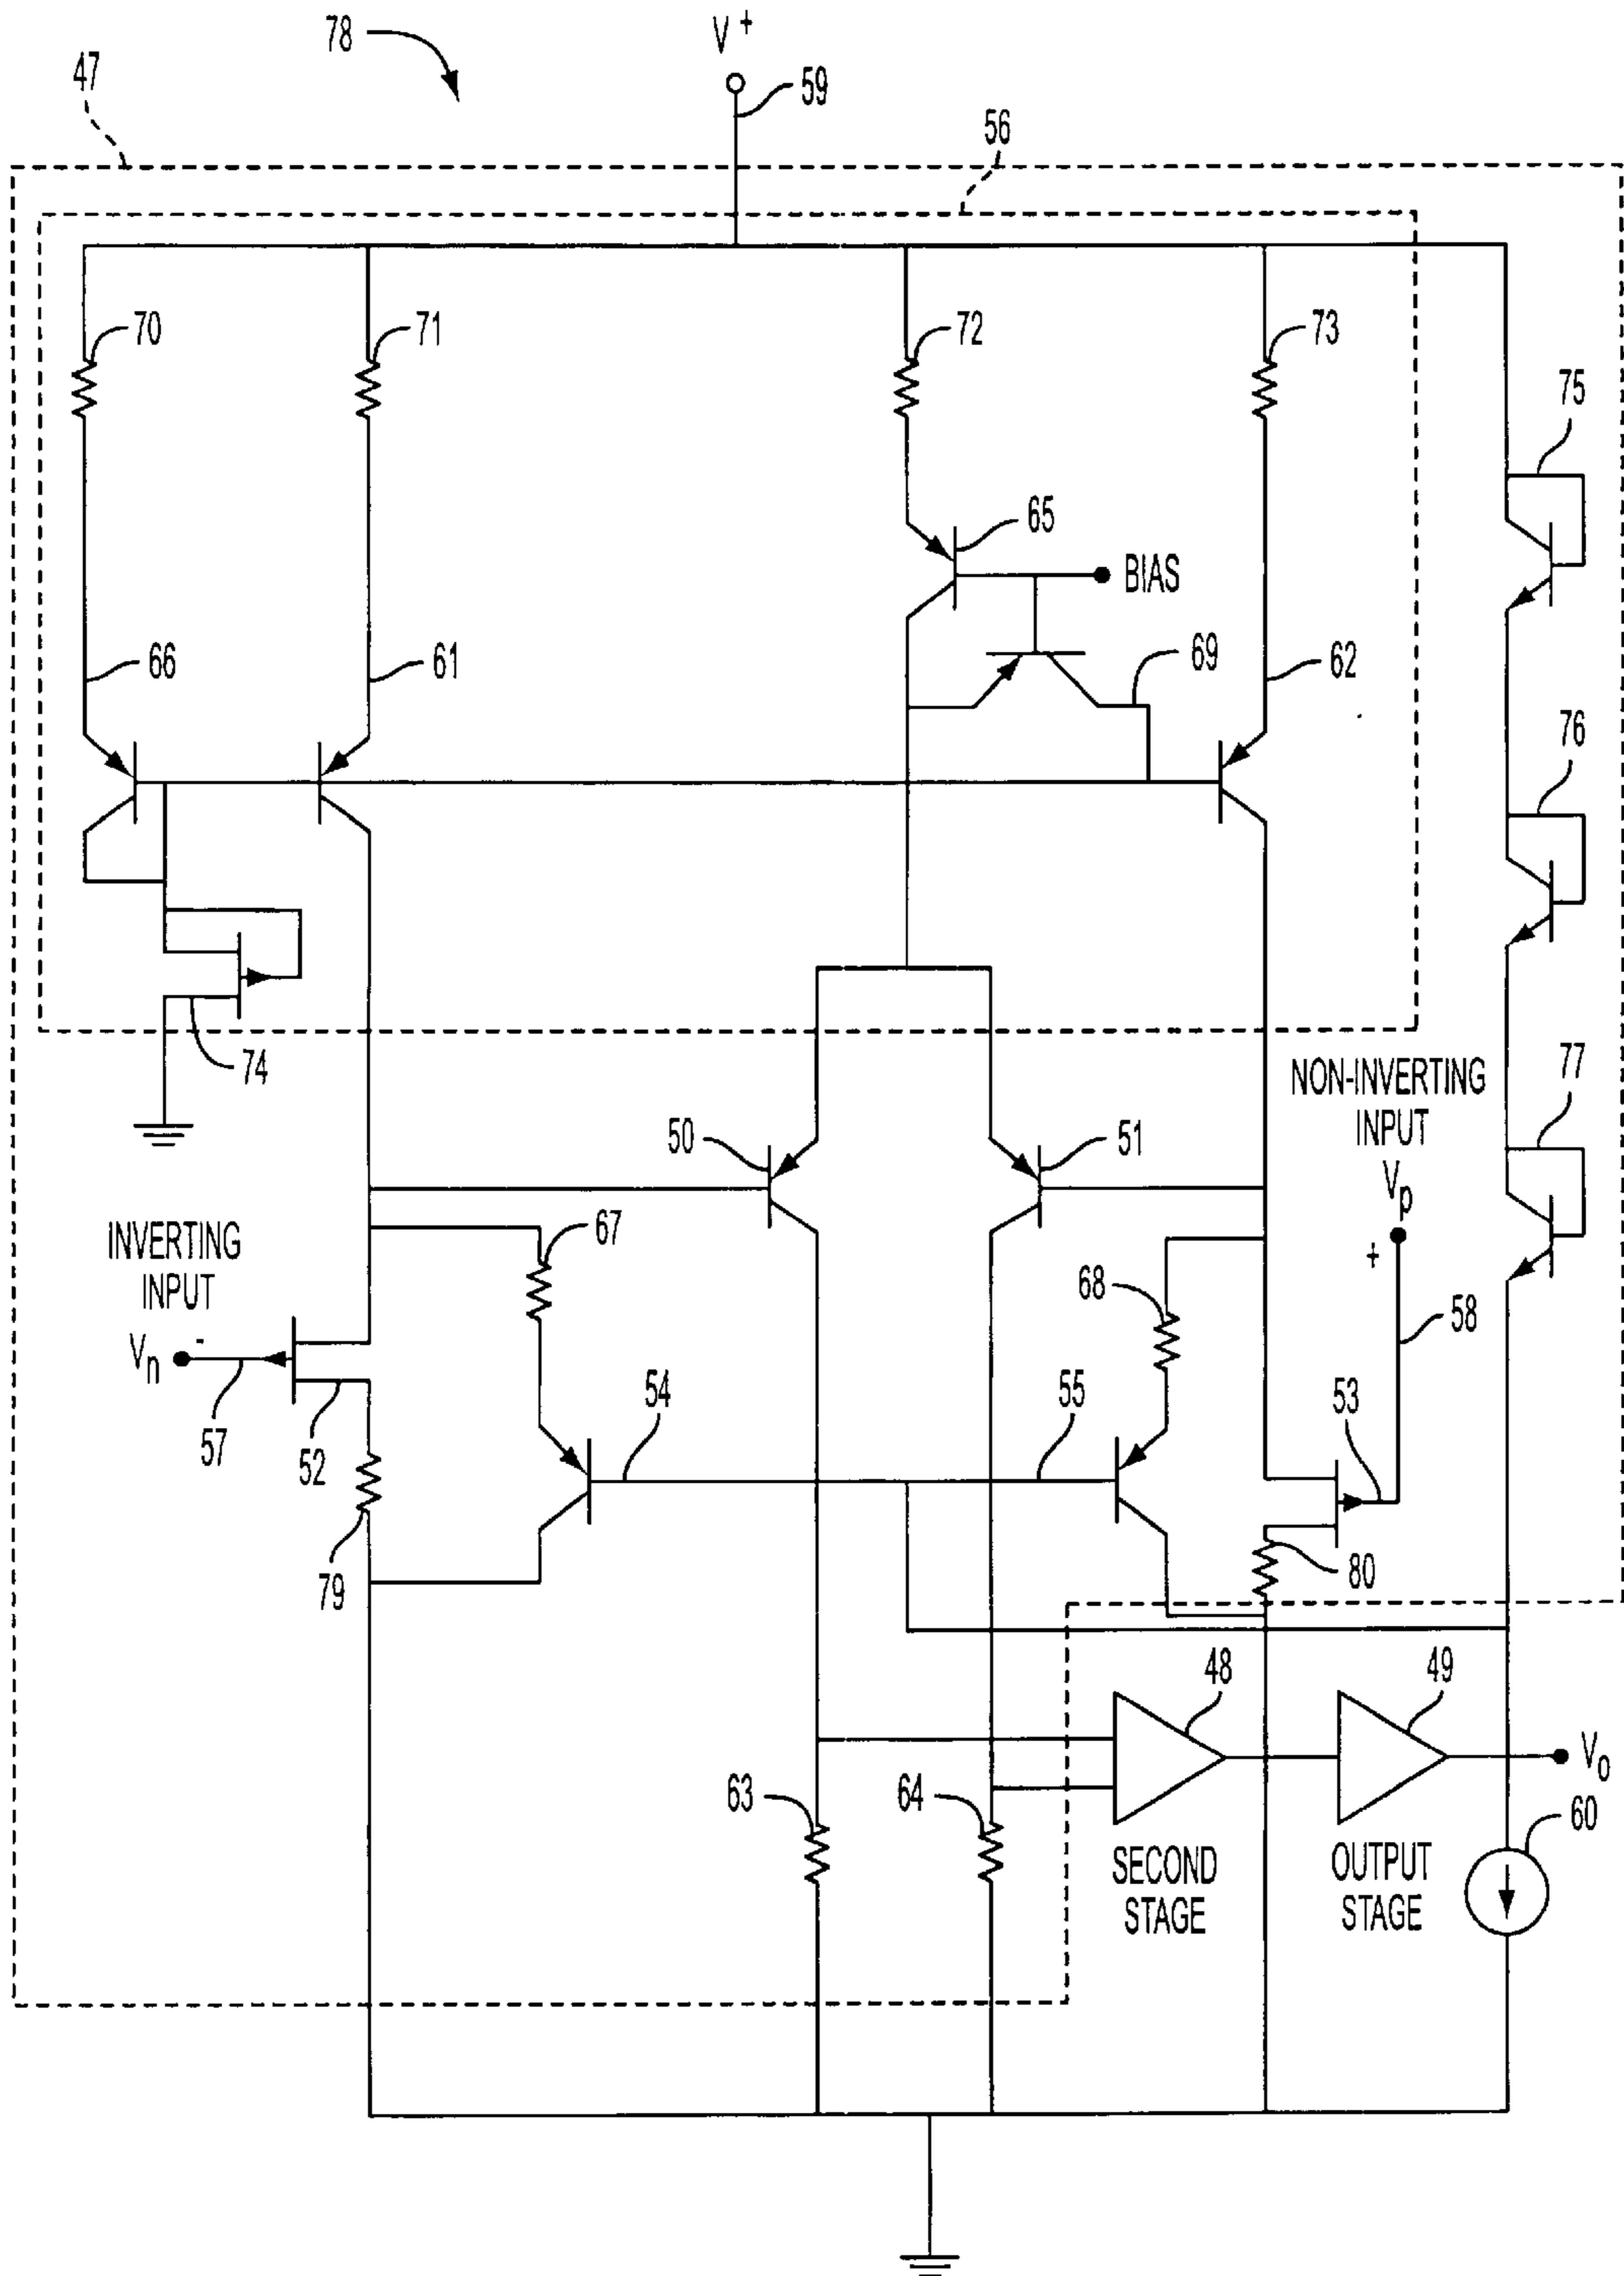 78
V+
47
59
56
70
71
72
73
75
65
BIAS
66
61
69
62
76
74
NON-INVERTING
INPUT
Vp
+
77
50
51
67
INVERTING
INPUT
Vn
-
68
58
57
52
54
55
53
79
80
48
49
Vo
63
64
60
SECOND
STAGE
OUTPUT
STAGE